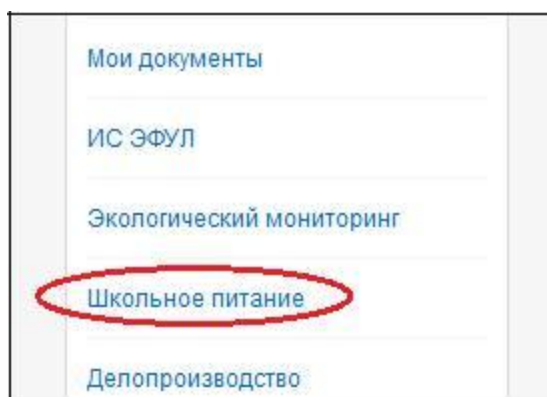 Мои документы
ИС ЭФУЛ
Экологический мониторинг
Школьное питание
Делопроизводство